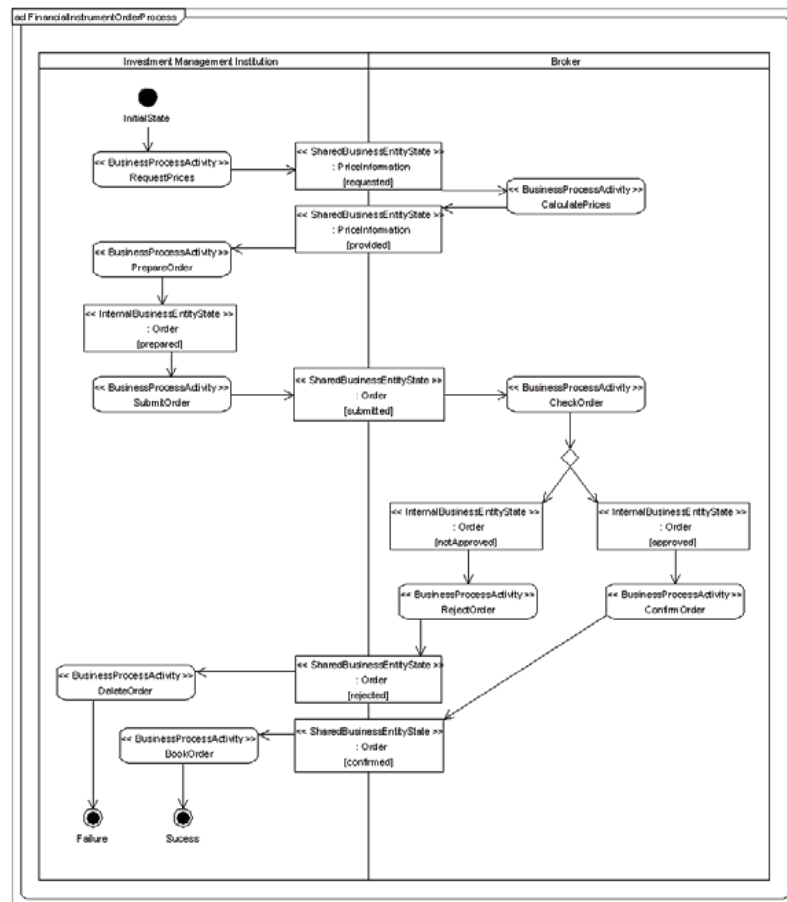 ad FinancialInstrumentOrderProcess
Investment Management Institution
Broker
InitialState
<< BusinessProcessActivity >>
RequestPrices
<< SharedBusinessEntityState >>
: PriceInformation
[requested]
<< BusinessProcessActivity >>
CalculatePrices
<< SharedBusinessEntityState >>
: PriceInformation
[provided]
<< BusinessProcessActivity >>
PrepareOrder
<< InternalBusinessEntityState >>
: Order
[prepared]
<< BusinessProcessActivity >>
SubmitOrder
<< SharedBusinessEntityState >>
: Order
[submitted]
<< BusinessProcessActivity >>
CheckOrder
<< InternalBusinessEntityState >>
: Order
[notApproved]
<< InternalBusinessEntityState >>
: Order
[approved]
<< BusinessProcessActivity >>
RejectOrder
<< BusinessProcessActivity >>
ConfirmOrder
<< BusinessProcessActivity >>
DeleteOrder
<< SharedBusinessEntityState >>
: Order
[rejected]
<< BusinessProcessActivity >>
BookOrder
<< SharedBusinessEntityState >>
: Order
[confirmed]
Failure
Sucess